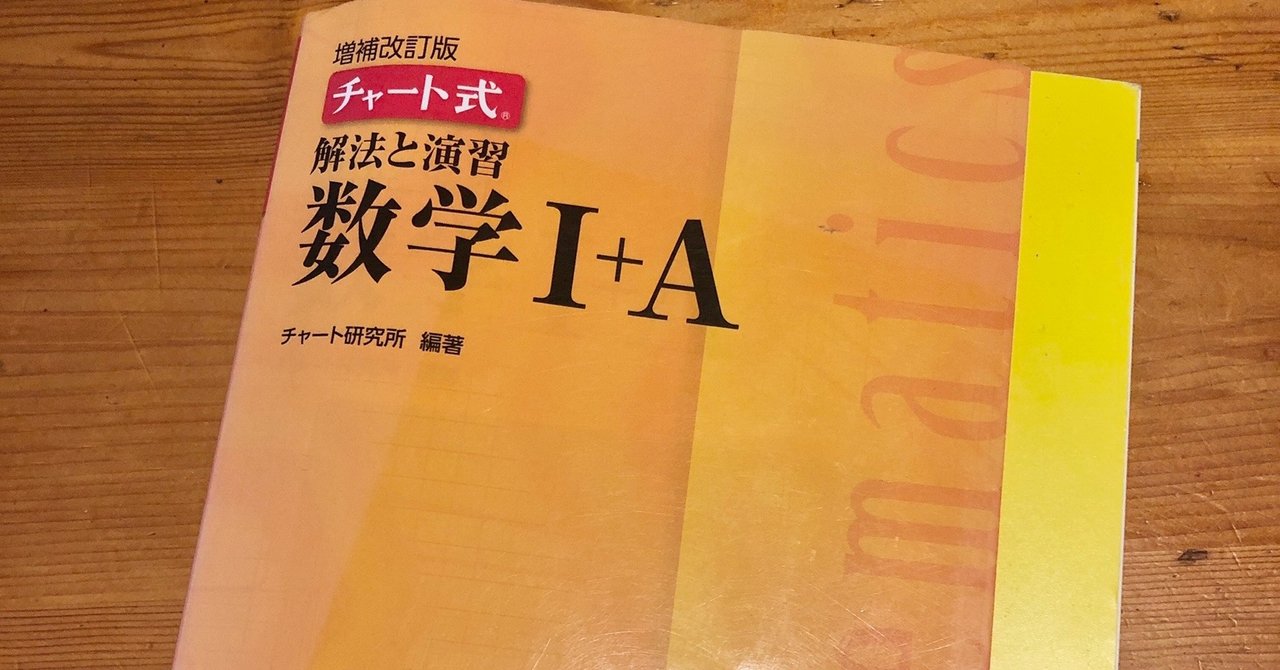 増補改訂版
チャート式®
解法と演習
数学I+A
チャート研究所 編著
matics